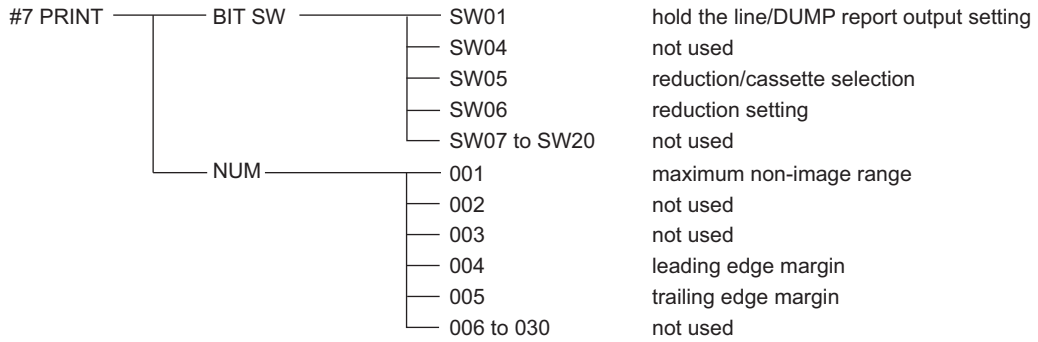 #7 PRINT BIT SW SW01 hold the line/DUMP report output setting
SW04 not used
SW05 reduction/cassette selection
SW06 reduction setting
SW07 to SW20 not used
NUM 001 maximum non-image range
002 not used
003 not used
004 leading edge margin
005 trailing edge margin
006 to 030 not used